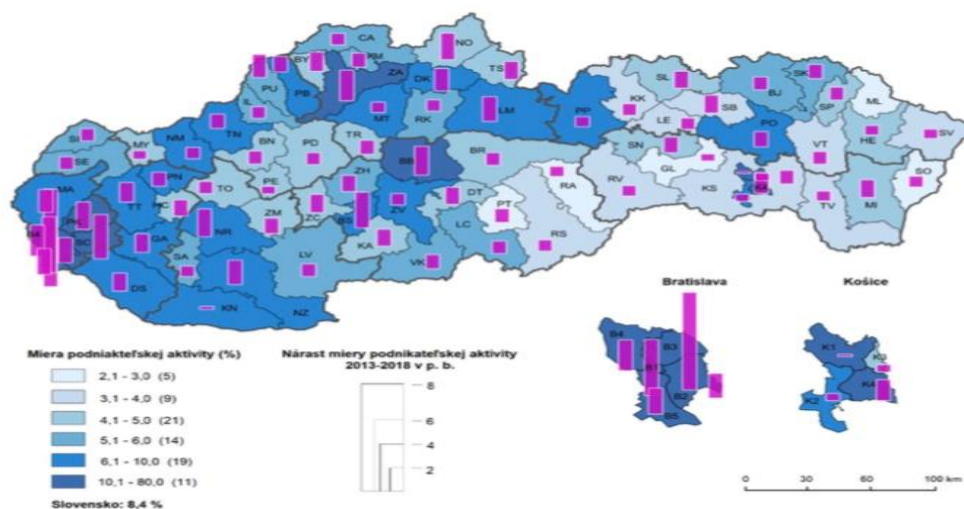 CA
NO
BY
KM
TS
ZA
DK
PU
PB
IL
MT
RK
LM
PP
KK
SL
SB
LE
BJ
SK
SP
ML
PO
VT
HE
SV
SI
SE
MY
NM
TN
BN
PD
TR
BB
BR
SN
GL
SO
MA
PN
TT
HC
TO
PE
ZH
ZV
DT
PT
RA
RV
KS
TV
MI
PK
SC
GA
NR
ZM
ZC
BS
KA
LC
RS
SA
LV
VK
DS
KN
NZ
Bratislava
Košice
B4
B3
B1
B2
B5
K1
K3
K4
K2
Miera podniakteľskej aktivity (%)
2,1 - 3,0 (5)
3,1 - 4,0 (9)
4,1 - 5,0 (21)
5,1 - 6,0 (14)
6,1 - 10,0 (19)
10,1 - 80,0 (11)
Slovensko: 8,4 %
Nárast miery podnikateľskej aktivity
2013-2018 v p. b.
8
6
4
2
0
30
60
100 km